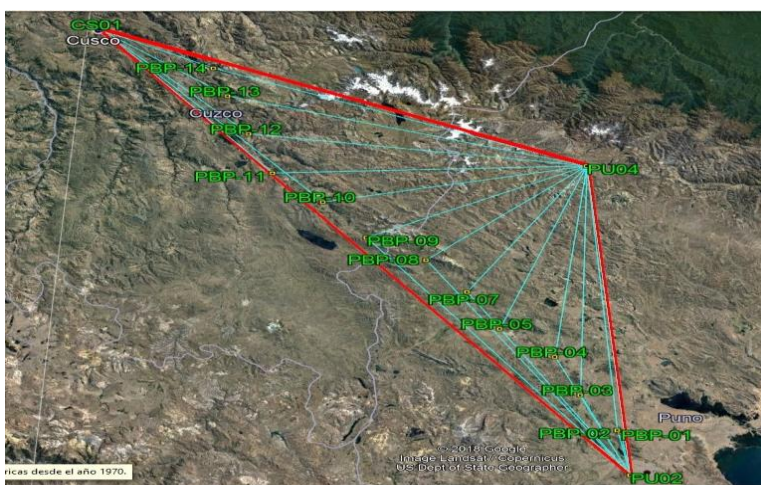 CS01
Cusco
PBP-14
PBP-13
Cuzco
PBP-12
PU04
PBP-11
PBP-10
PBP-09
PBP-08
PBP-07
PBP-05
PBP-04
PBP-03
Puno
PBP-02
PBP-01
© 2018 Google
Image Landsat / Copernicus
US Dept of State Geographer
ricas desde el año 1970.
PU02